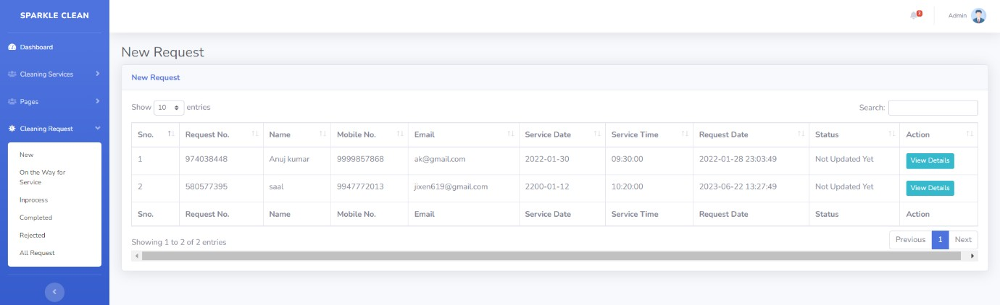 SPARKLE CLEAN
2
Admin
Dashboard
Cleaning Services
Pages
Cleaning Request
New
On the Way for
Service
Inprocess
Completed
Rejected
All Request
New Request
New Request
Show 10 entries
Search:
Sno. Request No. Name Mobile No. Email Service Date Service Time Request Date Status Action
1 974038448 Anuj kumar 9999857868 ak@gmail.com 2022-01-30 09:30:00 2022-01-28 23:03:49 Not Updated Yet View Details
2 580577395 saal 9947772013 jixen619@gmail.com 2200-01-12 10:20:00 2023-06-22 13:27:49 Not Updated Yet View Details
Sno. Request No. Name Mobile No. Email Service Date Service Time Request Date Status Action
Showing 1 to 2 of 2 entries
Previous 1 Next